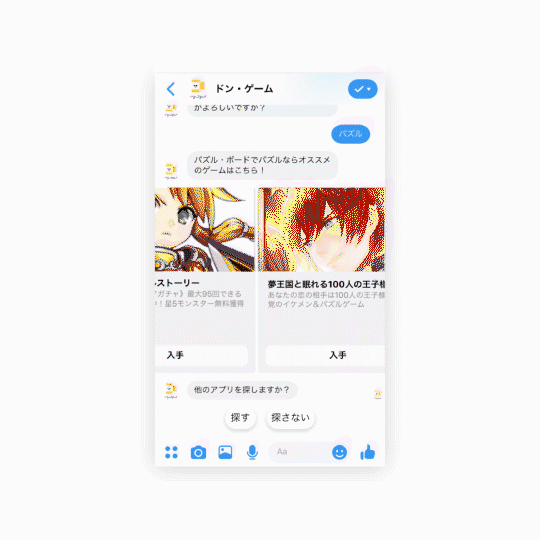 ドン・ゲーム
がよろしいですか？
パズル
パズル・ボードでパズルならオススメ
のゲームはこちら！
ストーリー
ガチャ》最大95回できる
！星5モンスター無料獲得
入手
夢王国と眠れる100人の王子様
あなたの恋の相手は100人の王子様
覚のイケメン＆パズルゲーム
入手
他のアプリを探しますか？
探す
探さない
Aa